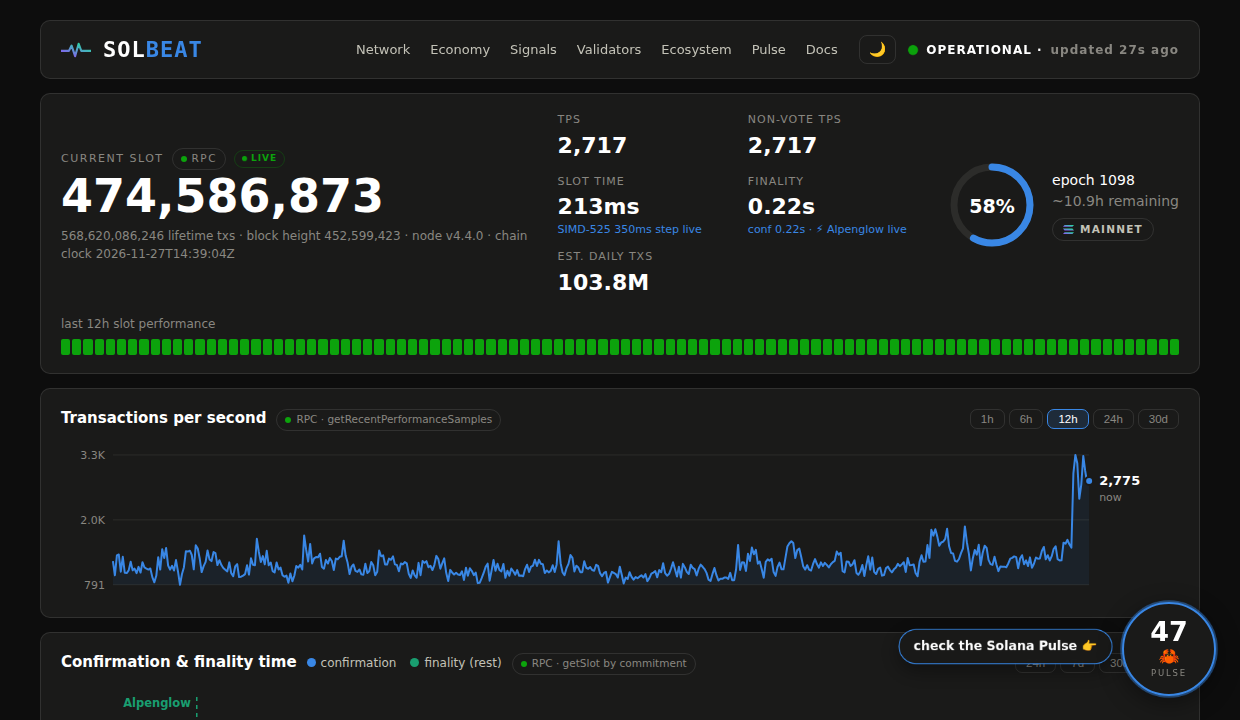 SOLBEAT
Network Economy Signals Validators Ecosystem Pulse Docs
OPERATIONAL · updated 27s ago
CURRENT SLOT RPC LIVE
474,586,873
568,620,086,246 lifetime txs · block height 452,599,423 · node v4.4.0 · chain
clock 2026-11-27T14:39:04Z
TPS
2,717
NON-VOTE TPS
2,717
SLOT TIME
213ms
SIMD-525 350ms step live
FINALITY
0.22s
conf 0.22s · ⚡ Alpenglow live
EST. DAILY TXS
103.8M
58%
epoch 1098
~10.9h remaining
MAINNET
last 12h slot performance
Transactions per second RPC · getRecentPerformanceSamples
1h 6h 12h 24h 30d
3.3K
2.0K
791
2,775
now
Confirmation & finality time confirmation finality (rest) RPC · getSlot by commitment
check the Solana Pulse 👉
47
PULSE
Alpenglow